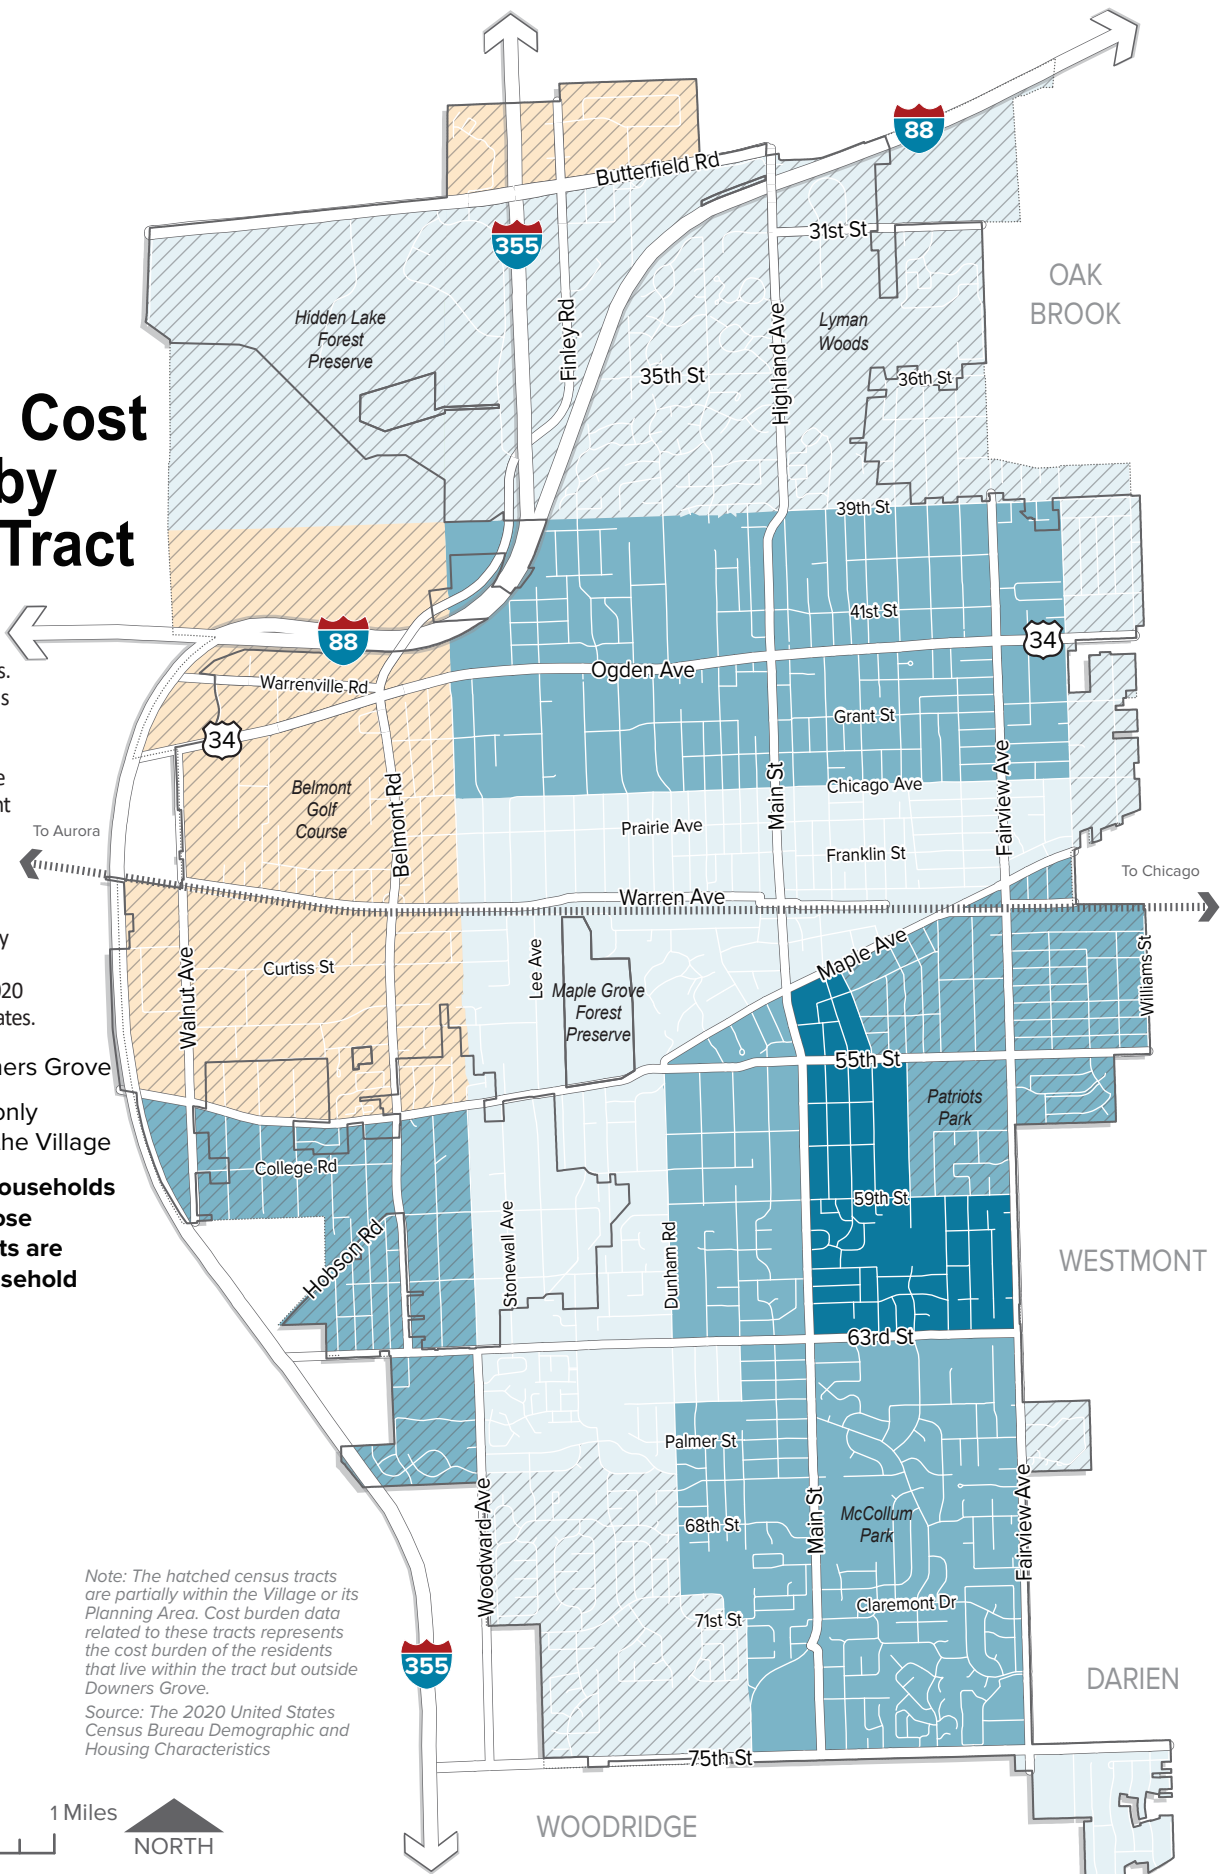 88
Butterfield Rd
355
31st St
OAK
BROOK
Hidden Lake
Forest
Preserve
Finley Rd
Highland Ave
Lyman
Woods
35th St
36th St
Cost
by
Tract
39th St
41st St
88
34
s.
s
Ogden Ave
Warrenville Rd
Grant St
34
Belmont
Golf
Course
Belmont Rd
Main St
Chicago Ave
Fairview Ave
Prairie Ave
Franklin St
To Aurora
To Chicago
Warren Ave
y
Maple Ave
Curtiss St
Walnut Ave
Lee Ave
Maple Grove
Forest
Preserve
Williams St
020
ates.
55th St
ners Grove
Patriots
Park
only
the Village
College Rd
ouseholds
ose
ts are
sehold
59th St
Stonewall Ave
Dunham Rd
Hobson Rd
WESTMONT
63rd St
Palmer St
Woodward Ave
68th St
Main St
McCollum
Park
Fairview Ave
71st St
Claremont Dr
Note: The hatched census tracts
are partially within the Village or its
Planning Area. Cost burden data
related to these tracts represents
the cost burden of the residents
that live within the tract but outside
Downers Grove.
Source: The 2020 United States
Census Bureau Demographic and
Housing Characteristics
355
DARIEN
75th St
1 Miles
NORTH
WOODRIDGE